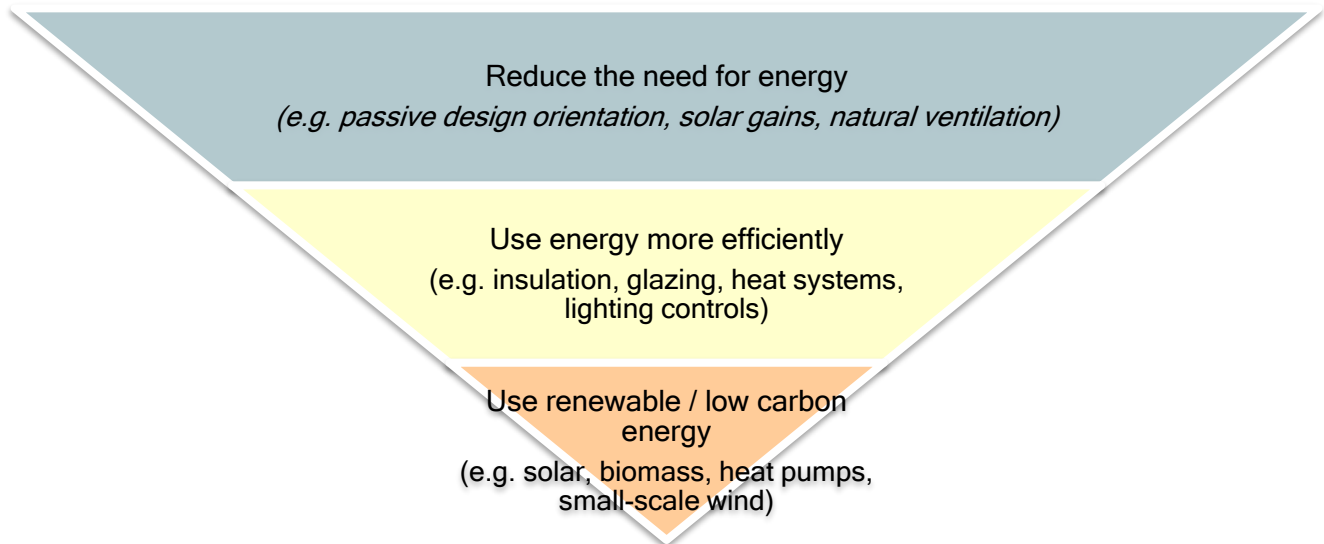 Reduce the need for energy
(e.g. passive design orientation, solar gains, natural ventilation)
Use energy more efficiently
(e.g. insulation, glazing, heat systems,
lighting controls)
Use renewable / low carbon
energy
(e.g. solar, biomass, heat pumps,
small-scale wind)